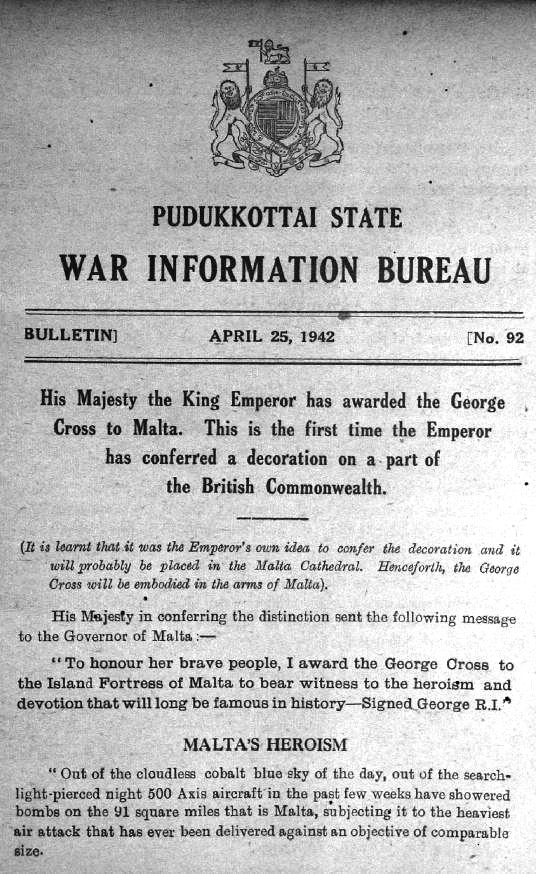 PUDUKKOTTAI STATE
WAR INFORMATION BUREAU
BULLETIN] APRIL 25, 1942 [No. 92
His Majesty the King Emperor has awarded the George
Cross to Malta. This is the first time the Emperor
has conferred a decoration on a part of
the British Commonwealth.
(It is learnt that it was the Emperor's own idea to confer the decoration and it
will probably be placed in the Malta Cathedral. Henceforth, the George
Cross will be embodied in the arms of Malta).
His Majesty in conferring the distinction sent the following message
to the Governor of Malta :—
"To honour her brave people, I award the George Cross to
the Island Fortress of Malta to bear witness to the heroism and
devotion that will long be famous in history—Signed George R.I."
MALTA'S HEROISM
" Out of the cloudless cobalt blue sky of the day, out of the search-
light-pierced night 500 Axis aircraft in the past few weeks have showered
bombs on the 91 square miles that is Malta, subjecting it to the heaviest
air attack that has ever been delivered against an objective of comparable
size.